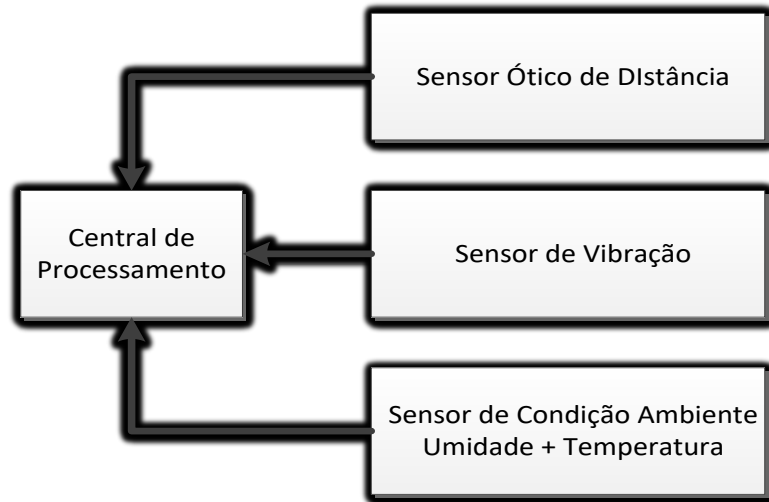 Sensor Ótico de DIstância
Central de
Processamento
Sensor de Vibração
Sensor de Condição Ambiente
Umidade + Temperatura